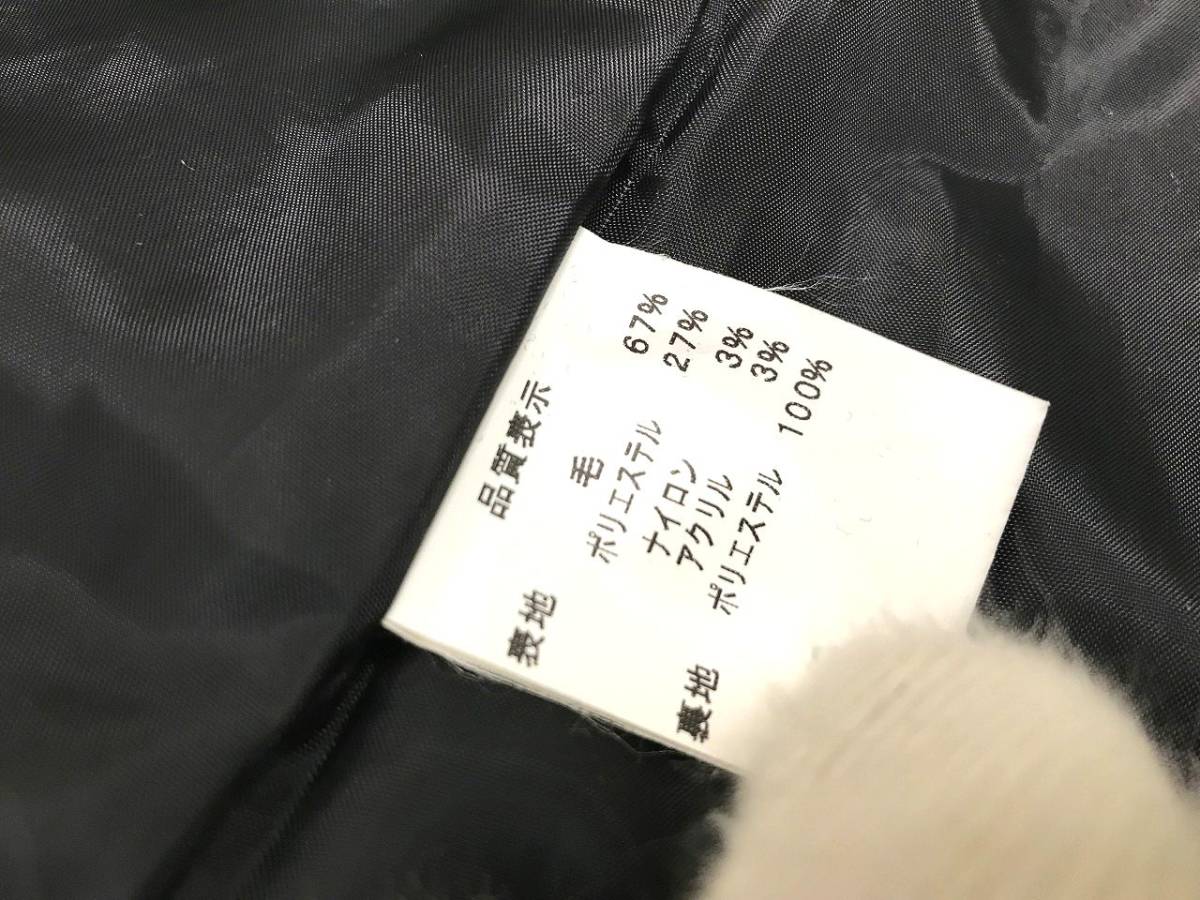 品質表示
表地 毛 67%
ポリエステル 27%
ナイロン 3%
アクリル 3%
裏地 ポリエステル 100%